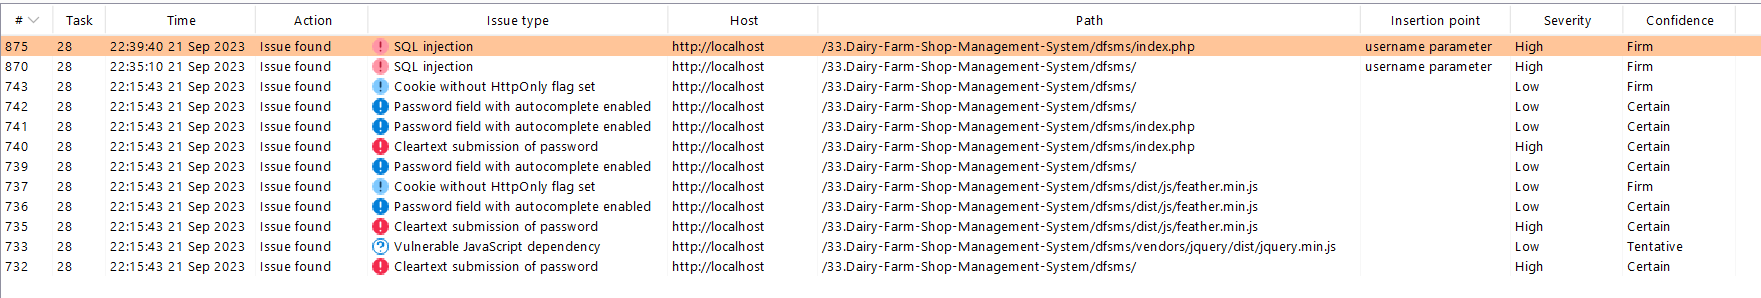 # Task Time Action Issue type Host Path Insertion point Severity Confidence
875 28 22:39:40 21 Sep 2023 Issue found SQL injection http://localhost /33.Dairy-Farm-Shop-Management-System/dfsms/index.php username parameter High Firm
870 28 22:35:10 21 Sep 2023 Issue found SQL injection http://localhost /33.Dairy-Farm-Shop-Management-System/dfsms/ username parameter High Firm
743 28 22:15:43 21 Sep 2023 Issue found Cookie without HttpOnly flag set http://localhost /33.Dairy-Farm-Shop-Management-System/dfsms/ Low Firm
742 28 22:15:43 21 Sep 2023 Issue found Password field with autocomplete enabled http://localhost /33.Dairy-Farm-Shop-Management-System/dfsms/ Low Certain
741 28 22:15:43 21 Sep 2023 Issue found Password field with autocomplete enabled http://localhost /33.Dairy-Farm-Shop-Management-System/dfsms/index.php Low Certain
740 28 22:15:43 21 Sep 2023 Issue found Cleartext submission of password http://localhost /33.Dairy-Farm-Shop-Management-System/dfsms/index.php High Certain
739 28 22:15:43 21 Sep 2023 Issue found Password field with autocomplete enabled http://localhost /33.Dairy-Farm-Shop-Management-System/dfsms/ Low Certain
737 28 22:15:43 21 Sep 2023 Issue found Cookie without HttpOnly flag set http://localhost /33.Dairy-Farm-Shop-Management-System/dfsms/dist/js/feather.min.js Low Firm
736 28 22:15:43 21 Sep 2023 Issue found Password field with autocomplete enabled http://localhost /33.Dairy-Farm-Shop-Management-System/dfsms/dist/js/feather.min.js Low Certain
735 28 22:15:43 21 Sep 2023 Issue found Cleartext submission of password http://localhost /33.Dairy-Farm-Shop-Management-System/dfsms/dist/js/feather.min.js High Certain
733 28 22:15:43 21 Sep 2023 Issue found Vulnerable JavaScript dependency http://localhost /33.Dairy-Farm-Shop-Management-System/dfsms/vendors/jquery/dist/jquery.min.js Low Tentative
732 28 22:15:43 21 Sep 2023 Issue found Cleartext submission of password http://localhost /33.Dairy-Farm-Shop-Management-System/dfsms/ High Certain